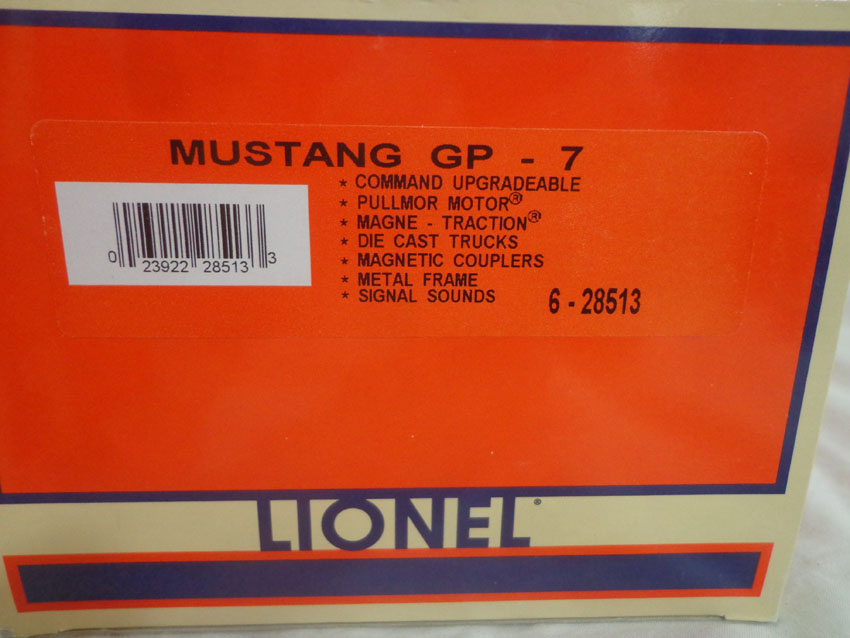 MUSTANG GP - 7
★ COMMAND UPGRADEABLE
★ PULLMOR MOTOR®
★ MAGNE - TRACTION®
★ DIE CAST TRUCKS
★ MAGNETIC COUPLERS
★ METAL FRAME
★ SIGNAL SOUNDS
6 - 28513
0 23922 28513 3
LIONEL®